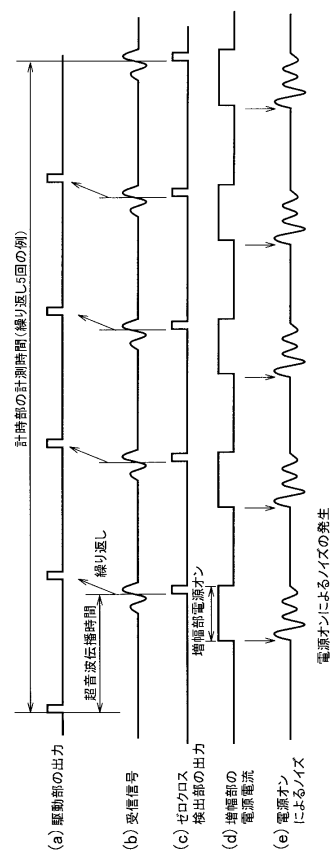 計時部の計測時間(繰り返し5回の例)
(a) 駆動部の出力
繰り返し
超音波伝播時間
(b) 受信信号
(c) ゼロクロス
検出部の出力
増幅部電源オン
(d) 増幅部の
電源電流
(e) 電源オン
によるノイズ
電源オンによるノイズの発生